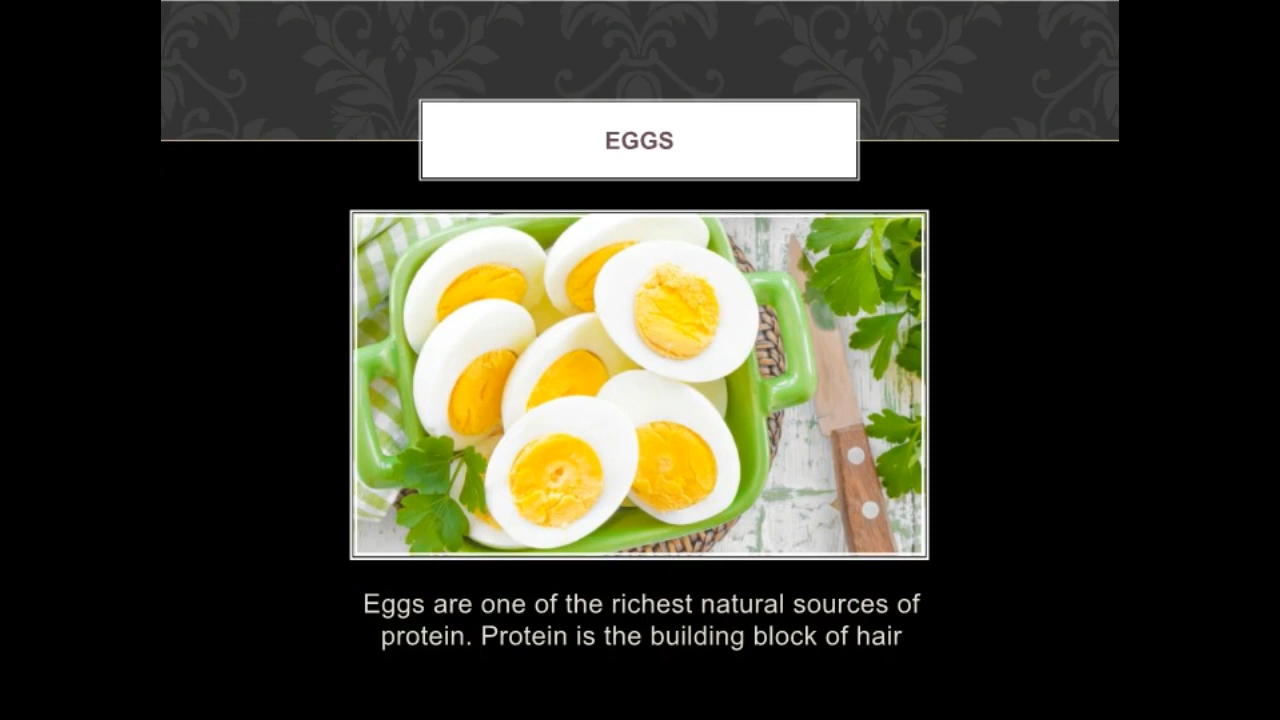 EGGS
Eggs are one of the richest natural sources of
protein. Protein is the building block of hair